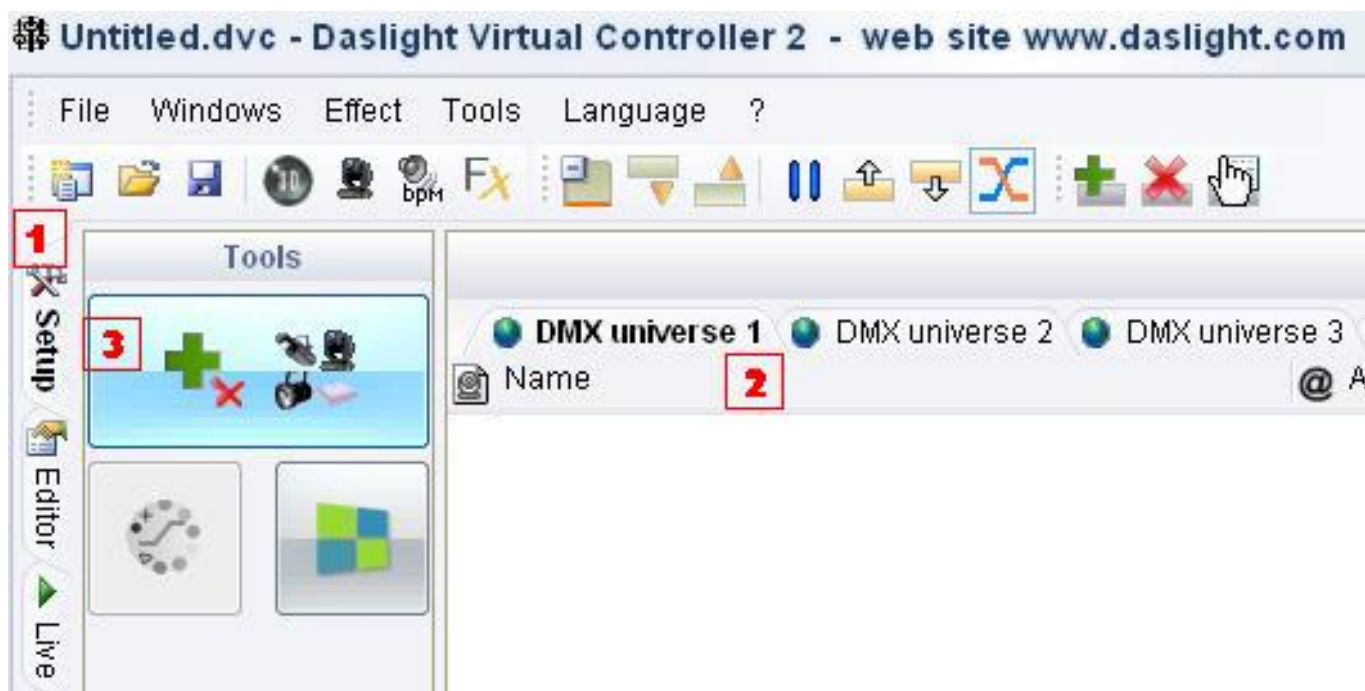 Untitled.dvc - Daslight Virtual Controller 2 - web site www.daslight.com
File Windows Effect Tools Language ?
bpm Fx
1
Tools
Setup
3
DMX universe 1 DMX universe 2 DMX universe 3
Name 2 @ A
Editor
Live